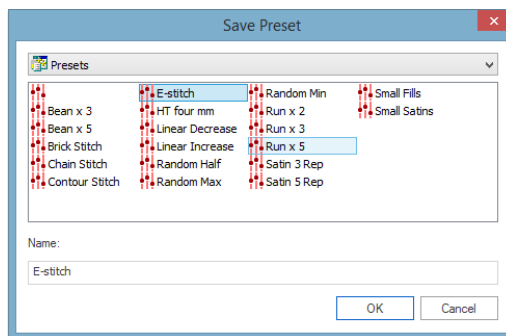 Save Preset
Presets
Bean x 3
Bean x 5
Brick Stitch
Chain Stitch
Contour Stitch
E-stitch
HT four mm
Linear Decrease
Linear Increase
Random Half
Random Max
Random Min
Run x 2
Run x 3
Run x 5
Satin 3 Rep
Satin 5 Rep
Small Fills
Small Satins
Name:
E-stitch
OK
Cancel